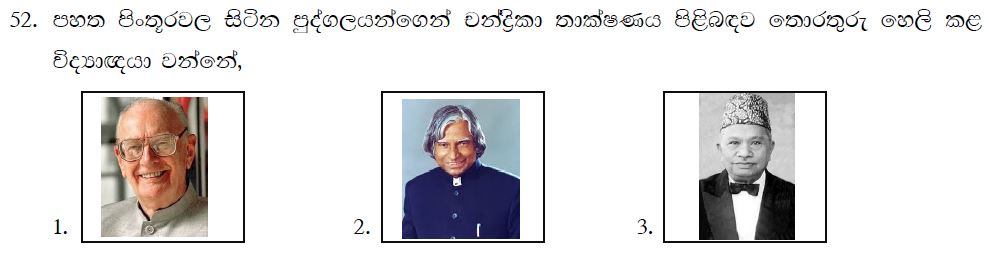 52. පහත පිංතූරවල සිටින පුද්ගලයන්ගෙන් චන්ද්‍රිකා තාක්ෂණය පිළිබඳව තොරතුරු හෙලි කළ
විද්‍යාඥයා වන්නේ,
1. 2. 3.